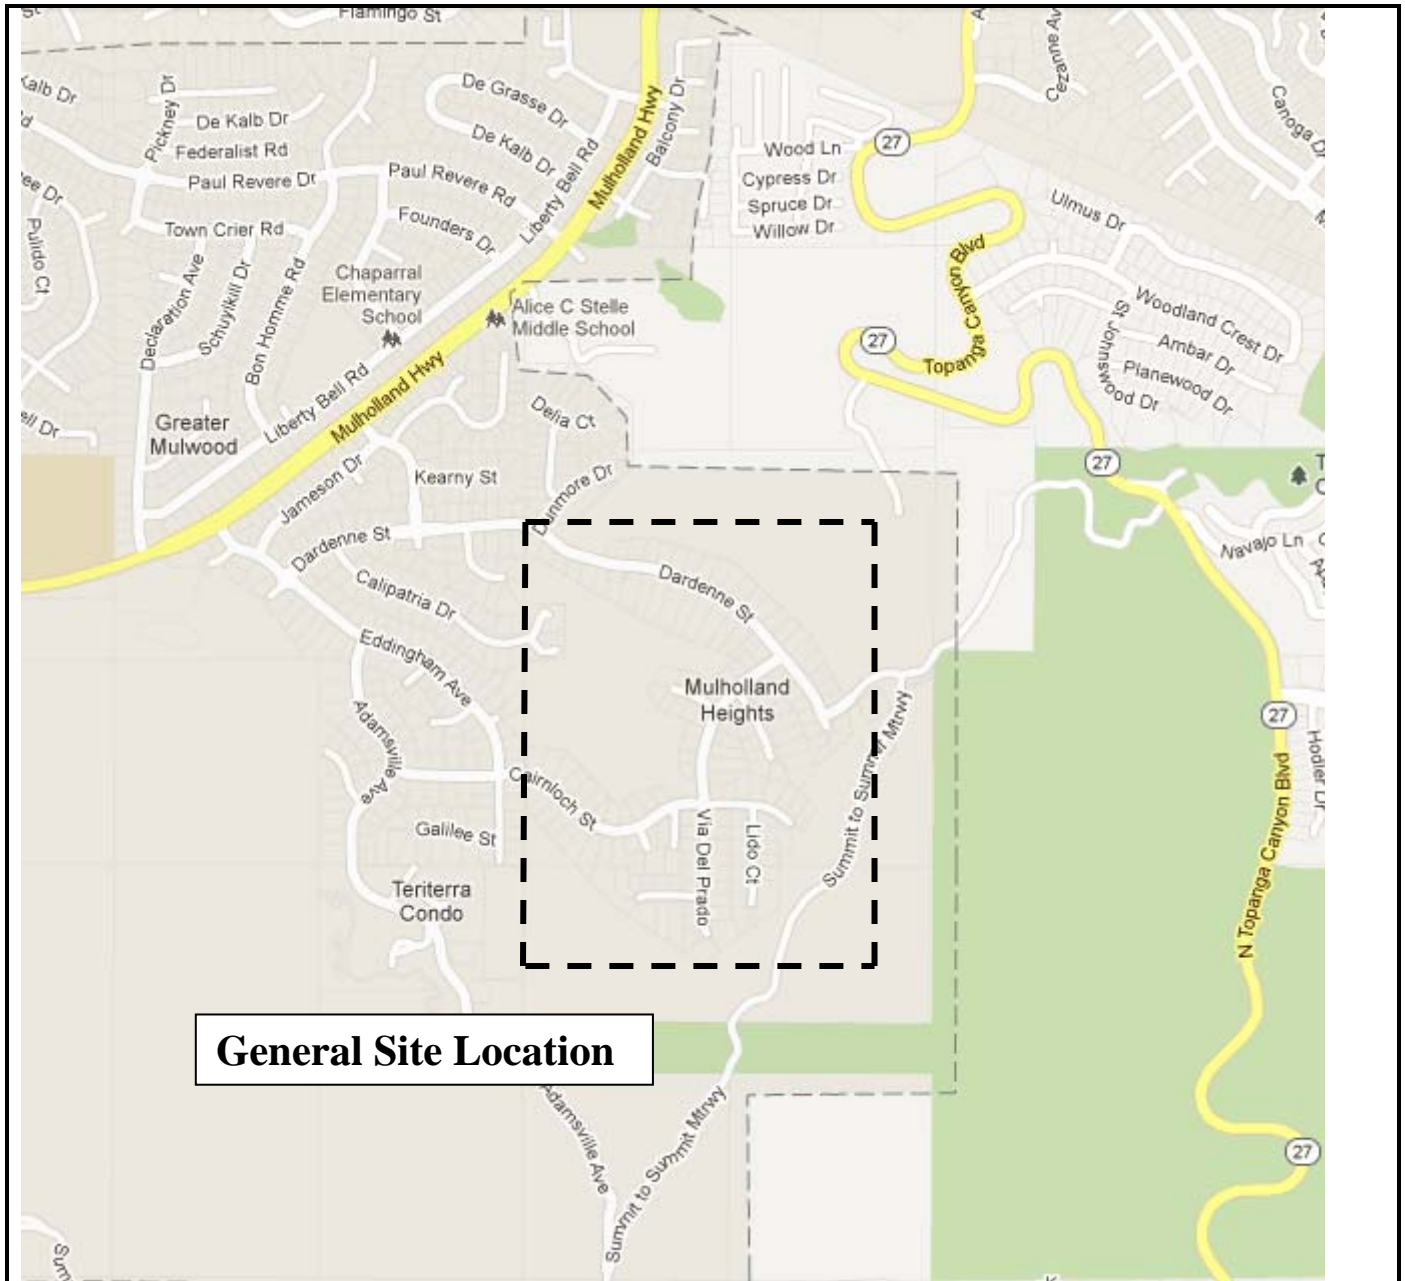 St
Flamingo St
Kalb Dr
Pickney Dr
De Kalb Dr
Federalist Rd
Paul Revere Dr
Town Crier Rd
Pulido Ct
Declaration Ave
Schuylkill Dr
Bon Homme Rd
De Grasse Dr
De Kalb Dr
Paul Revere Rd
Founders Dr
Liberty Bell Rd
Mulholland Hwy
Balcony Dr
Cezanne Av
Canoga Dr
27
Wood Ln
Cypress Dr
Spruce Dr
Willow Dr
Ulmus Dr
Topanga Canyon Blvd
Chaparral
Elementary
School
Alice C Stelle
Middle School
27
Topanga
Woodland Crest Dr
St Johnswood Dr
Ambar Dr
Planewood Dr
Liberty Bell Rd
Mulholland Hwy
Greater
Mulwood
ell Dr
Delia Ct
Kearny St
Jameson Dr
Dunmore Dr
27
Navajo Ln
Dardenne St
Dardenne St
Calipatria Dr
Eddingham Ave
Adamsville Ave
Mulholland
Heights
Summit to Summit Mtrwy
27
Hodler Dr
N Topanga Canyon Blvd
Cairnloch St
Galilee St
Via Del Prado
Lido Ct
Teriterra
Condo
General Site Location
Adamsville Ave
Summit to Summit Mtrwy
27
Sum